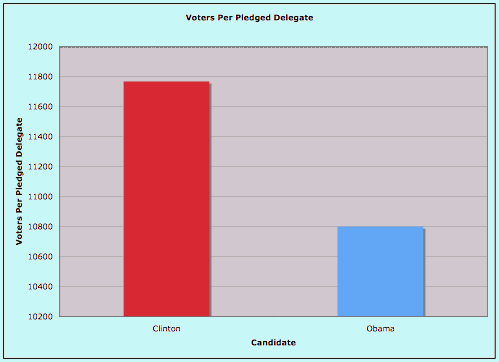 Voters Per Pledged Delegate
12000
11800
11600
11400
11200
11000
10800
10600
10400
10200
Voters Per Pledged Delegate
Clinton
Obama
Candidate